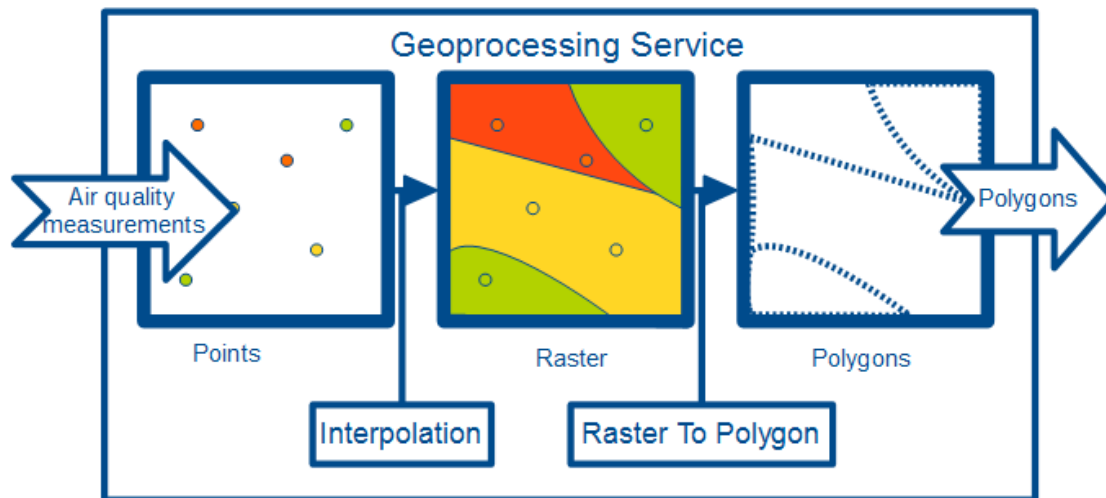 Geoprocessing Service
Air quality
measurements
Polygons
Points
Raster
Polygons
Interpolation
Raster To Polygon